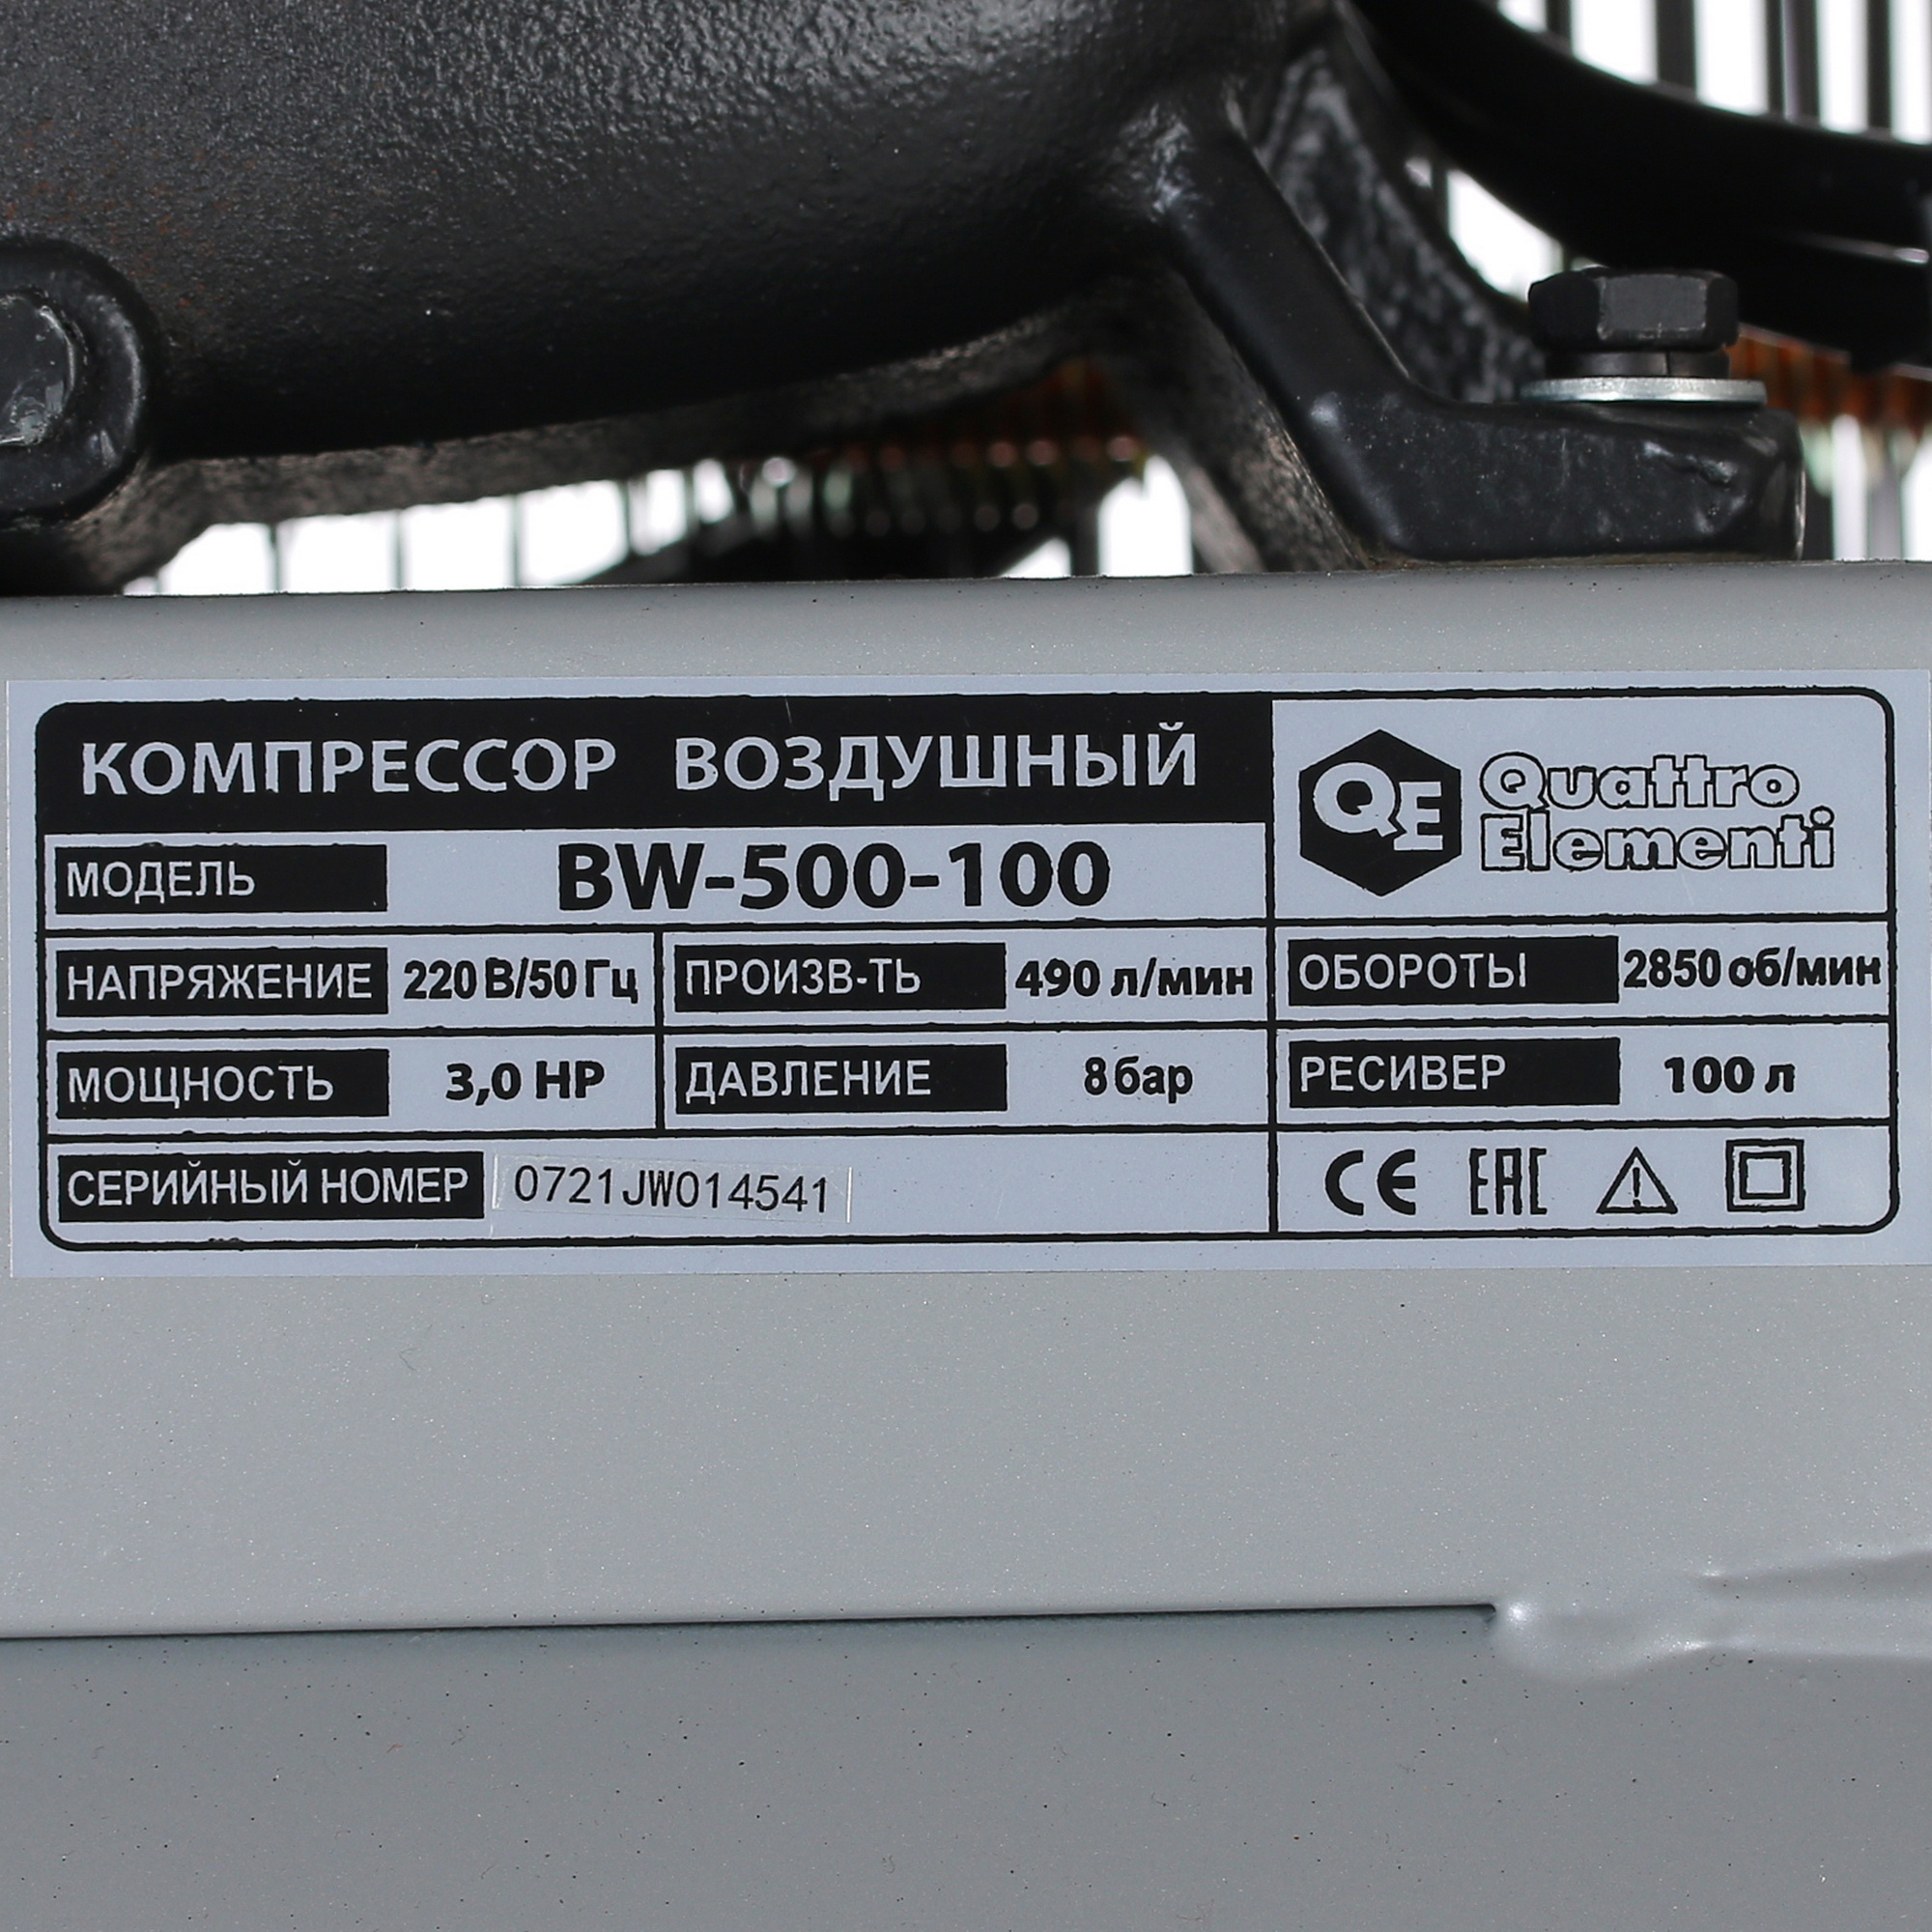 КОМПРЕССОР ВОЗДУШНЫЙ
QE Quattro
Elementi
МОДЕЛЬ BW-500-100
НАПРЯЖЕНИЕ 220 В/50 Гц ПРОИЗВ-ТЬ 490 л/мин ОБОРОТЫ 2850 об/мин
МОЩНОСТЬ 3,0 HP ДАВЛЕНИЕ 8 бар РЕСИВЕР 100 л
СЕРИЙНЫЙ НОМЕР 0721JW014541 CE EAC